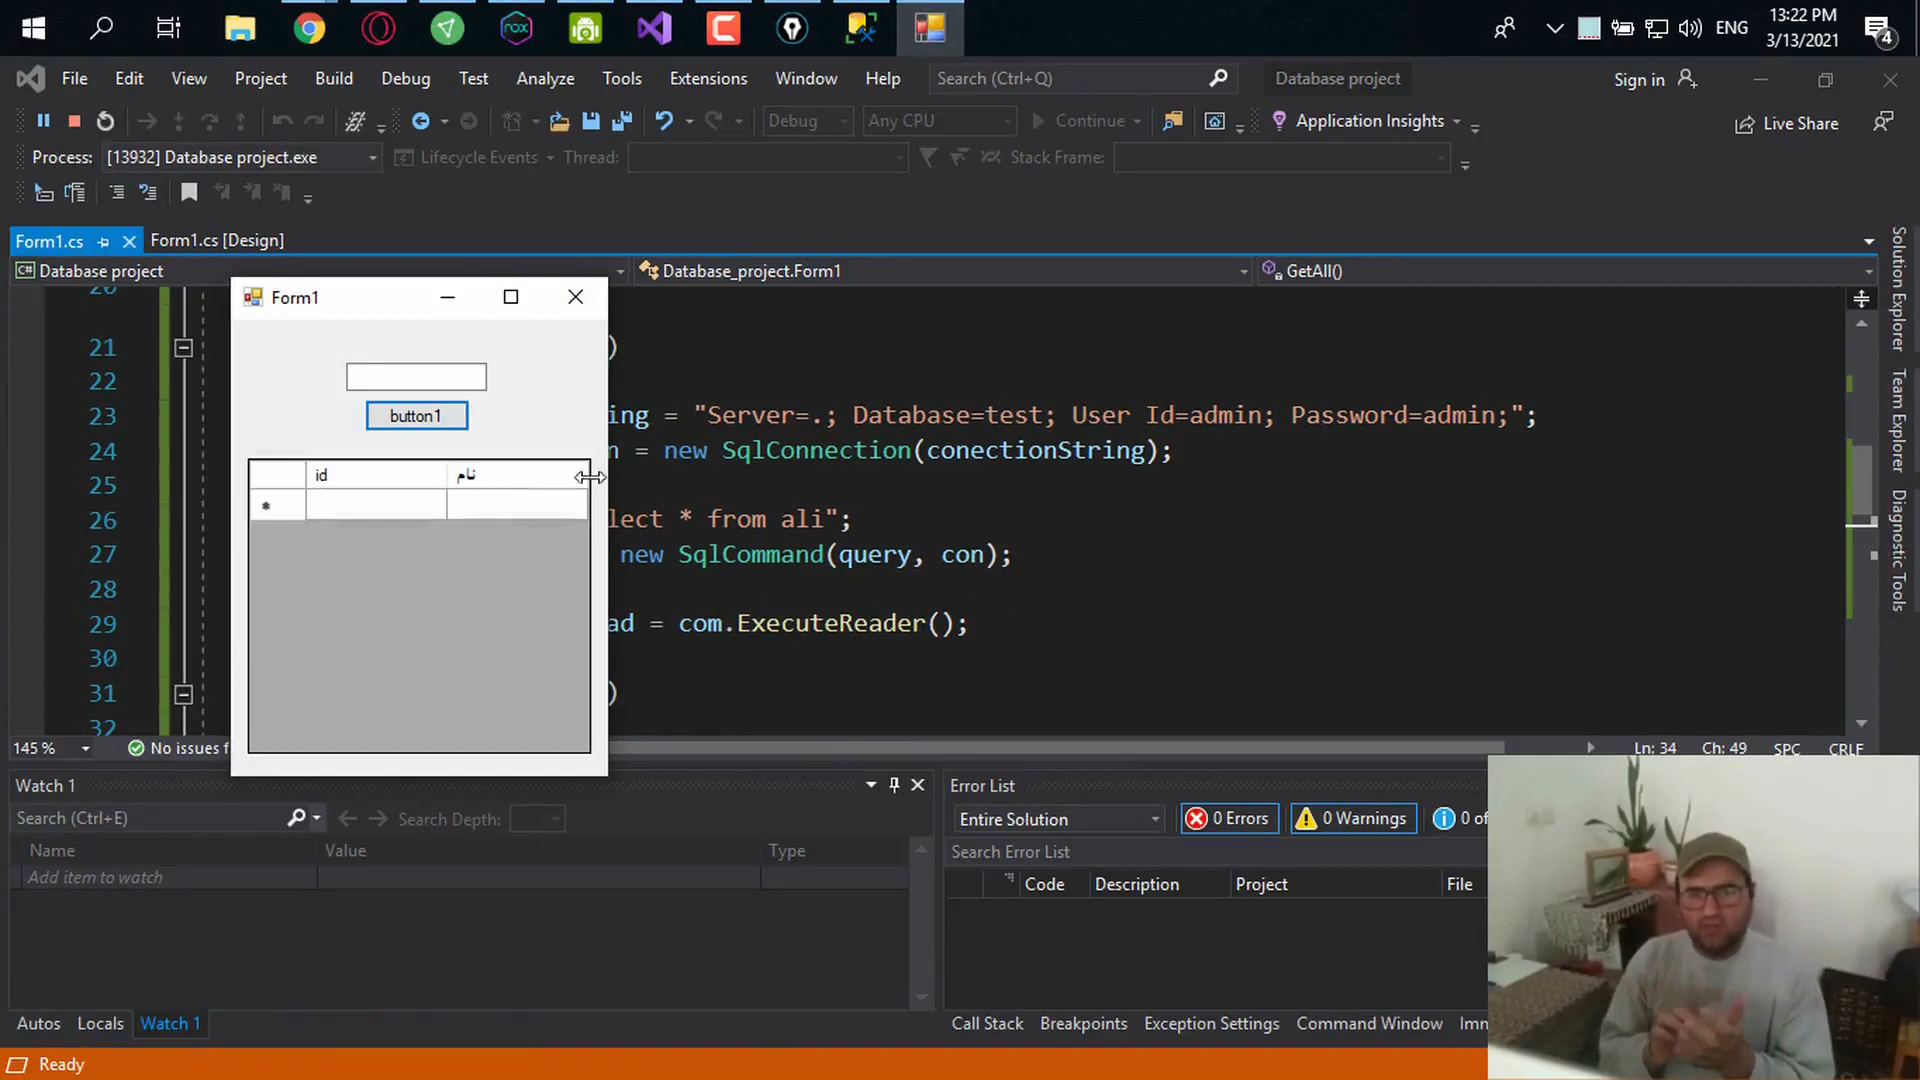 ENG
13:22 PM
3/13/2021
4
nox
File Edit View Project Build Debug Test Analyze Tools Extensions Window Help Search (Ctrl+Q) Database project Sign in
Debug Any CPU Continue Application Insights Live Share
Process: [13932] Database project.exe Lifecycle Events Thread: Stack Frame:
Form1.cs Form1.cs [Design]
C# Database project Database_project.Form1 GetAll()
Form1
button1
id نام
*
20
21 )
22
23 ing = "Server=.; Database=test; User Id=admin; Password=admin;";
24 n = new SqlConnection(conectionString);
25
26 lect * from ali";
27 new SqlCommand(query, con);
28
29 ad = com.ExecuteReader();
30
31 )
32
145 % No issues f Ln: 34 Ch: 49 SPC CRLF
Solution Explorer
Team Explorer
Diagnostic Tools
Watch 1
Search (Ctrl+E) Search Depth:
Name Value Type
Add item to watch
Autos Locals Watch 1
Error List
Entire Solution 0 Errors 0 Warnings 0 of
Search Error List
Code Description Project File
Call Stack Breakpoints Exception Settings Command Window Imm
Ready